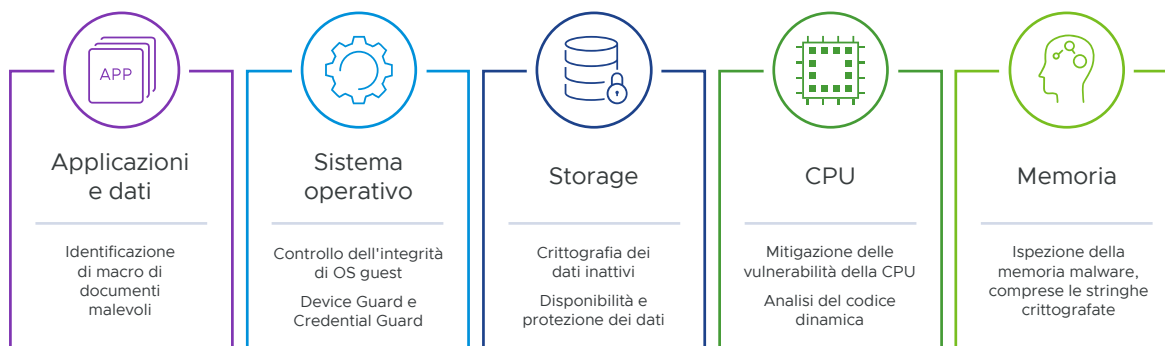 APP
Applicazioni
e dati
Identificazione
di macro di
documenti
malevoli
Sistema
operativo
Controllo dell'integrità
di OS guest
Device Guard e
Credential Guard
Storage
Crittografia dei
dati inattivi
Disponibilità e
protezione dei dati
CPU
Mitigazione delle
vulnerabilità della CPU
Analisi del codice
dinamica
Memoria
Ispezione della
memoria malware,
comprese le stringhe
crittografate